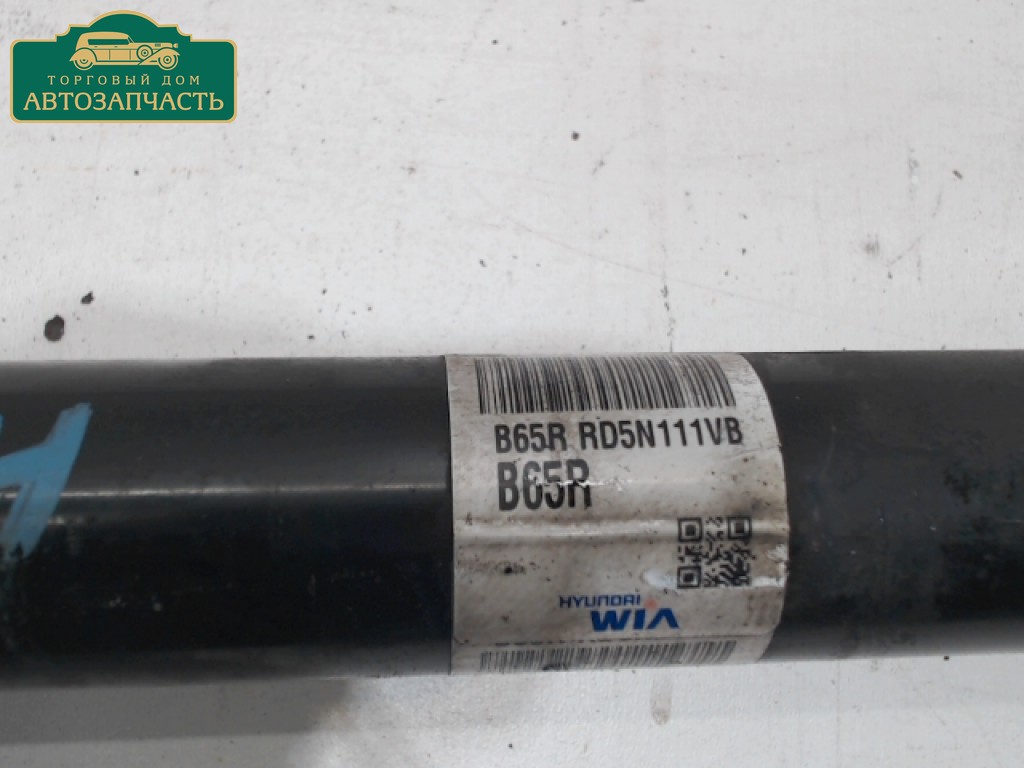 ТОРГОВЫЙ ДОМ
АВТОЗАПЧАСТЬ
B65R RD5N111VB
B65R
HYUNDAI
WIA